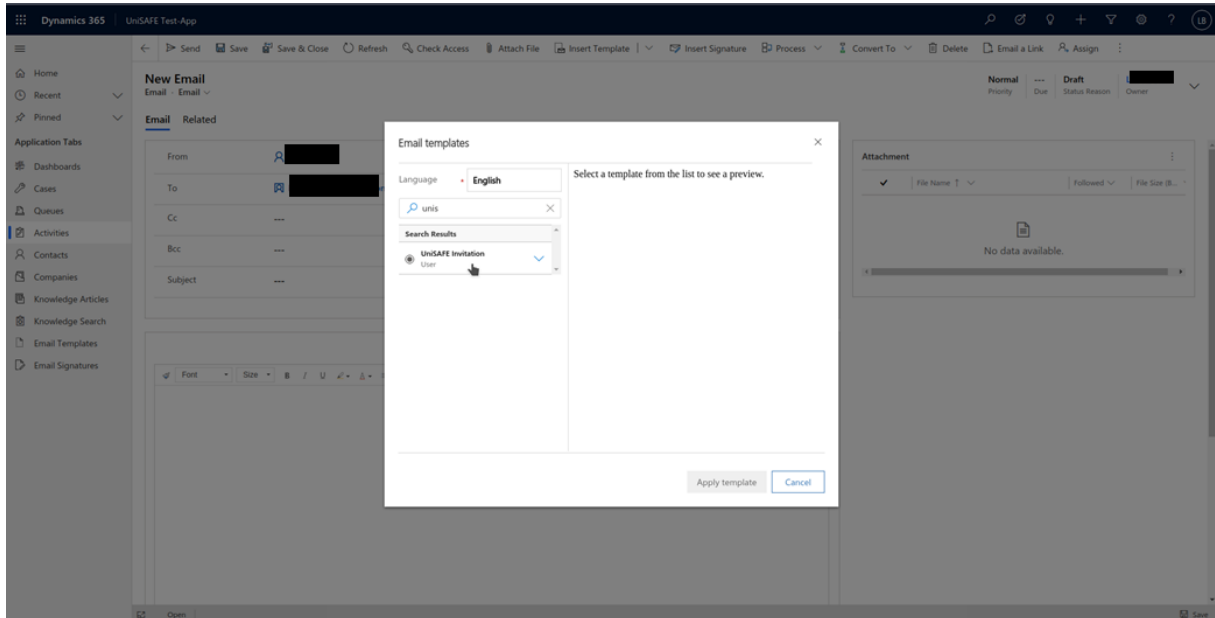 Dynamics 365 UniSAFE Test-App
LB
Send Save Save & Close Refresh Check Access Attach File Insert Template Insert Signature Process Convert To Delete Email a Link Assign
Home
Recent
Pinned
Application Tabs
Dashboards
Cases
Queues
Activities
Contacts
Companies
Knowledge Articles
Knowledge Search
Email Templates
Email Signatures
New Email
Email · Email
Normal --- Draft
Priority Due Status Reason Owner
Email Related
From
To
Cc ---
Bcc ---
Subject ---
Font Size B I U
Email templates
Language * English
unis
Search Results
UniSAFE Invitation
User
Select a template from the list to see a preview.
Apply template Cancel
Attachment
File Name ↑ Followed File Size (B...
No data available.
Open Save